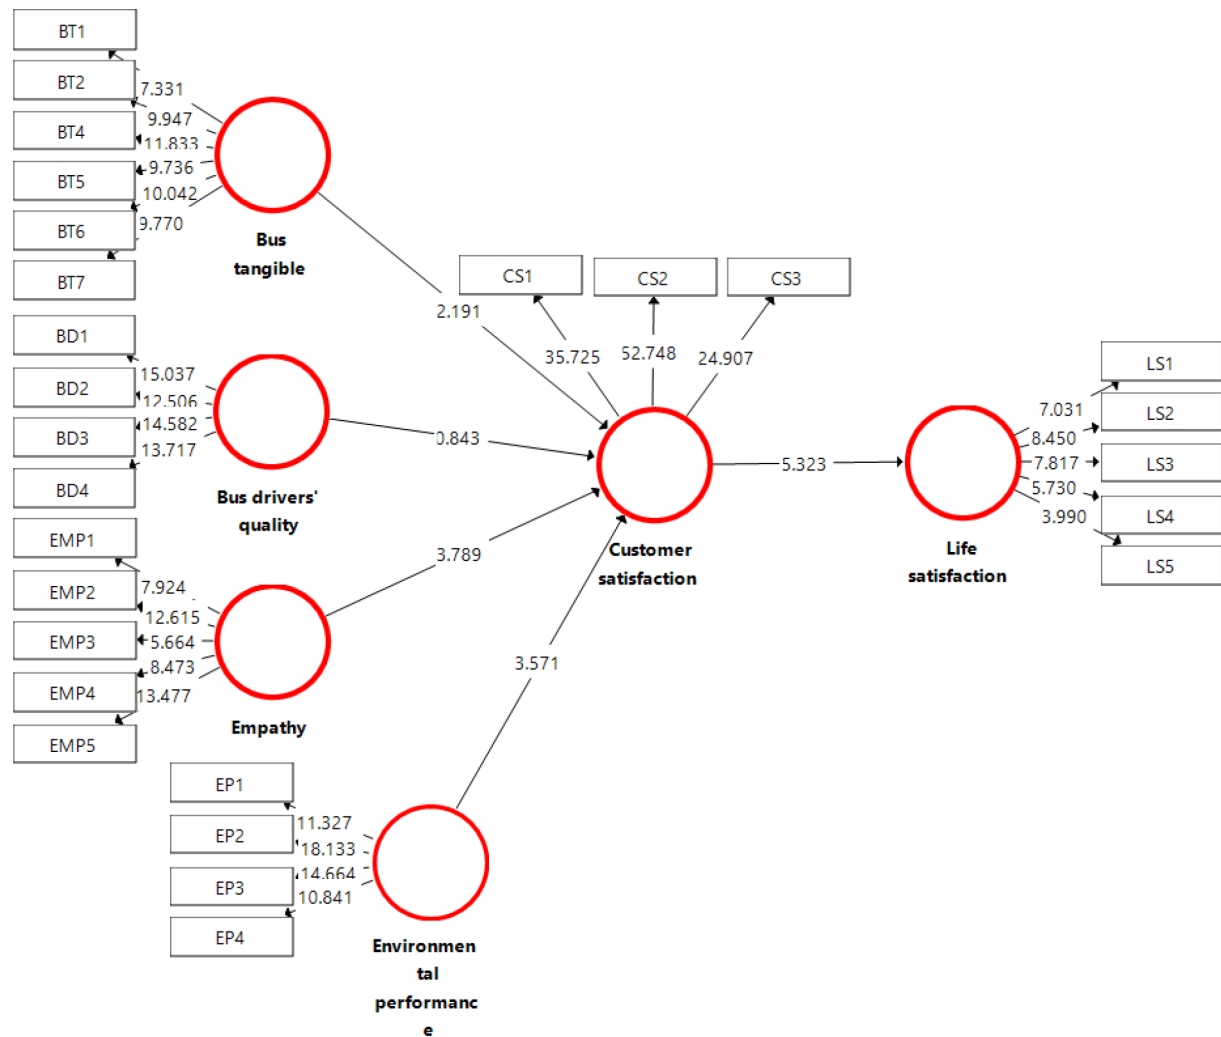 BT1
BT2
BT4
BT5
BT6
BT7
7.331
9.947
11.833
9.736
10.042
9.770
Bus
tangible
BD1
BD2
BD3
BD4
15.037
12.506
14.582
13.717
Bus drivers'
quality
EMP1
EMP2
EMP3
EMP4
EMP5
7.924
12.615
5.664
8.473
13.477
Empathy
EP1
EP2
EP3
EP4
11.327
18.133
14.664
10.841
Environmen
tal
performanc
e
2.191
0.843
3.789
3.571
CS1
CS2
CS3
35.725
52.748
24.907
Customer
satisfaction
5.323
Life
satisfaction
7.031
8.450
7.817
5.730
3.990
LS1
LS2
LS3
LS4
LS5